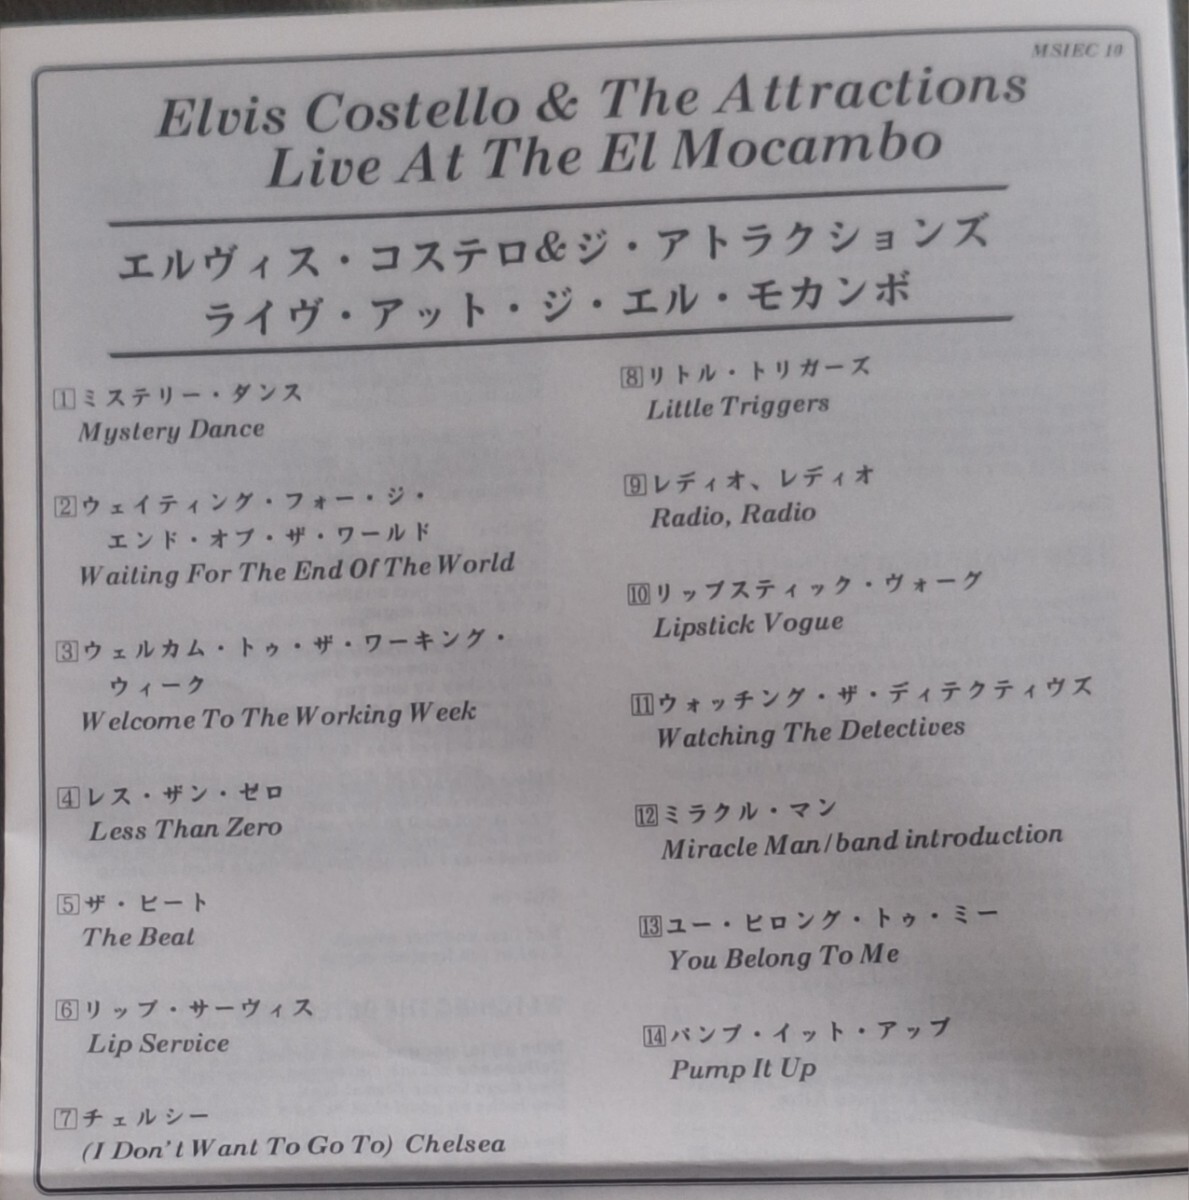 MSIEC 19
Elvis Costello & The Attractions
Live At The El Mocambo
エルヴィス・コステロ&ジ・アトラクションズ
ライヴ・アット・ジ・エル・モカンボ
1 ミステリー・ダンス
Mystery Dance
2 ウェイティング・フォー・ジ・
エンド・オブ・ザ・ワールド
Waiting For The End Of The World
3 ウェルカム・トゥ・ザ・ワーキング・
ウィーク
Welcome To The Working Week
4 レス・ザン・ゼロ
Less Than Zero
5 ザ・ビート
The Beat
6 リップ・サーヴィス
Lip Service
7 チェルシー
(I Don't Want To Go To) Chelsea
8 リトル・トリガーズ
Little Triggers
9 レディオ、レディオ
Radio, Radio
10 リップスティック・ヴォーグ
Lipstick Vogue
11 ウォッチング・ザ・ディテクティヴズ
Watching The Detectives
12 ミラクル・マン
Miracle Man/band introduction
13 ユー・ビロング・トゥ・ミー
You Belong To Me
14 パンプ・イット・アップ
Pump It Up